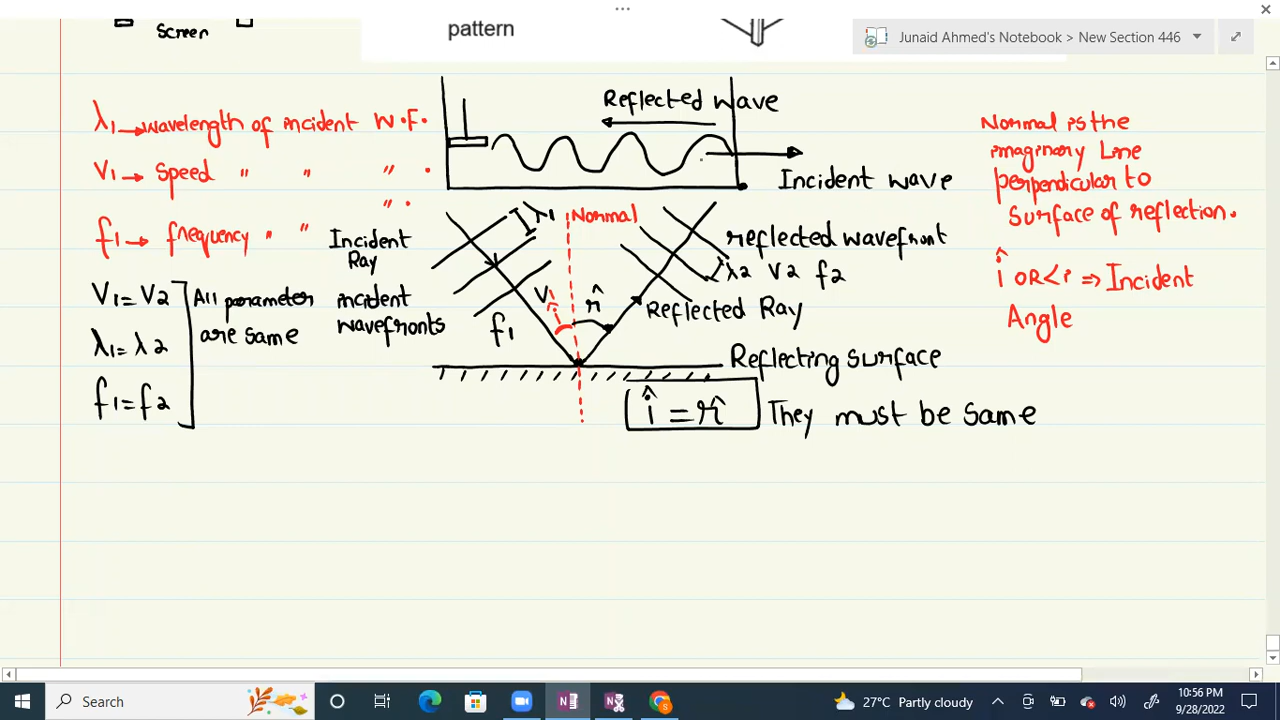 Screen
pattern
Junaid Ahmed's Notebook > New Section 446
λ1→wavelength of incident W.F.
V1→ Speed " " " .
f1→ frequency " " " .
V1=V2
λ1=λ2
f1=f2
All parameter
are same
Reflected wave
Incident wave
Incident
Ray
incident
wavefronts
λ1
V1
f1
Normal
î
r̂
reflected wavefront
λ2 V2 f2
Reflected Ray
Reflecting surface
î = r̂ They must be same
Normal is the
imaginary Line
perpendicular to
surface of reflection.
î OR <i ⇒ Incident
Angle
Search
27°C Partly cloudy
10:56 PM
9/28/2022